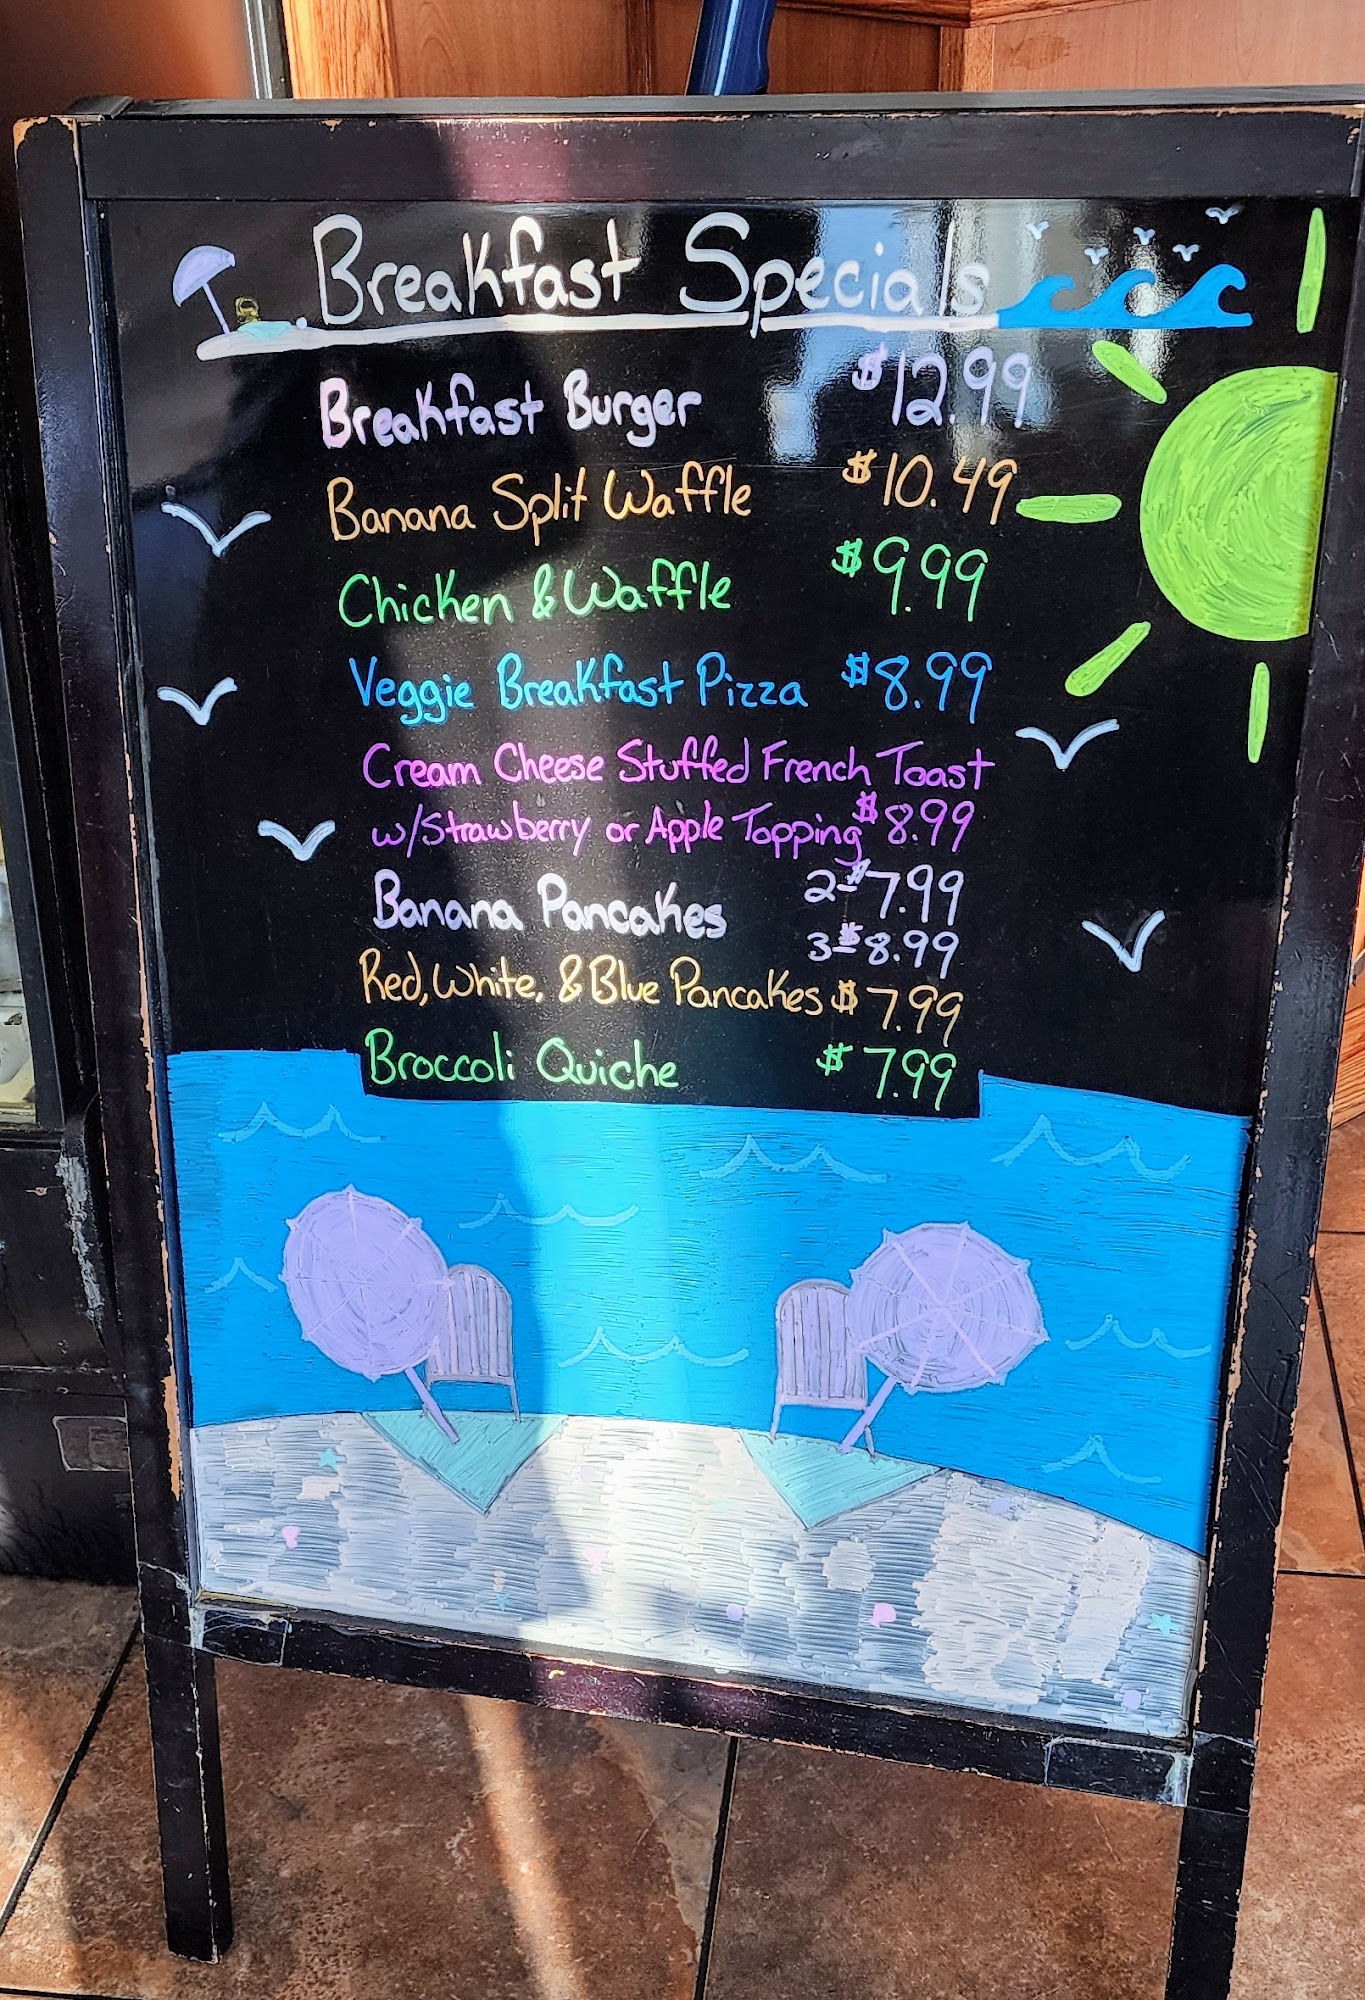 Breakfast Specials
Breakfast Burger $12.99
Banana Split Waffle $10.49
Chicken & Waffle $9.99
Veggie Breakfast Pizza $8.99
Cream Cheese Stuffed French Toast
w/Strawberry or Apple Topping $8.99
Banana Pancakes 2-$7.99
3-$8.99
Red, White, & Blue Pancakes $7.99
Broccoli Quiche $7.99